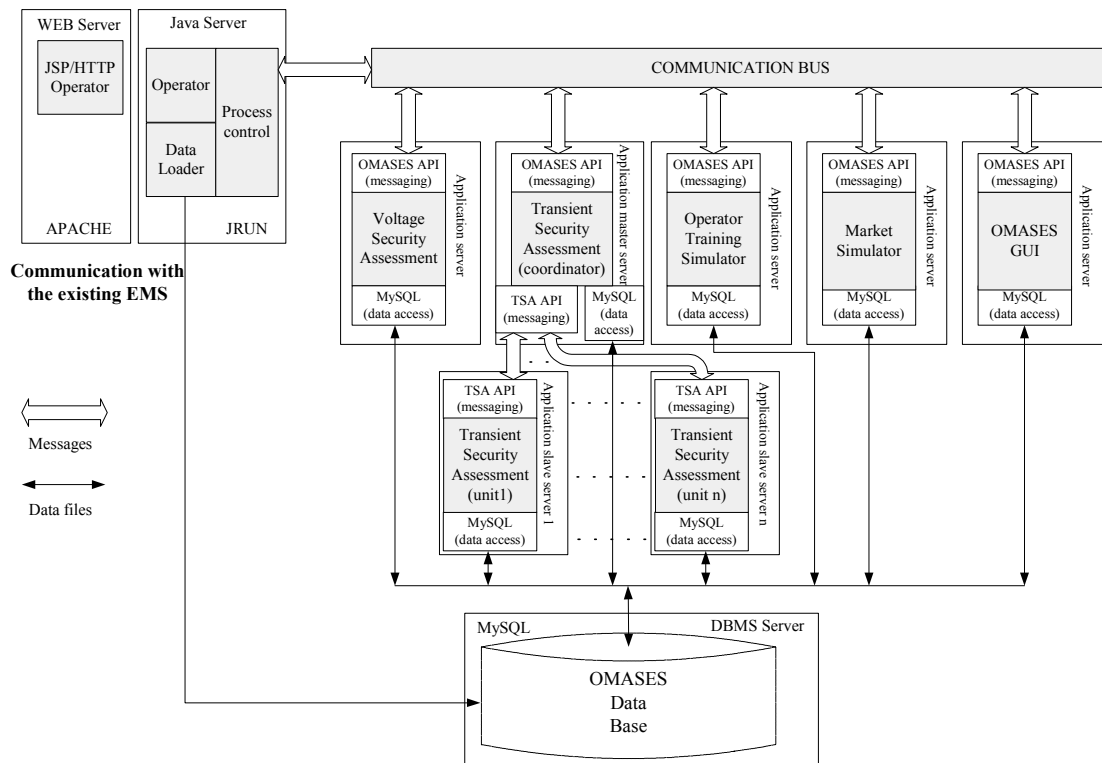 WEB Server
JSP/HTTP
Operator
APACHE
Java Server
Operator
Data
Loader
Process
control
JRUN
Communication with
the existing EMS
Messages
Data files
COMMUNICATION BUS
OMASES API
(messaging)
Voltage
Security
Assessment
MySQL
(data access)
Application server
OMASES API
(messaging)
Transient
Security
Assessment
(coordinator)
TSA API
(messaging)
MySQL
(data
access)
Application master server
OMASES API
(messaging)
Operator
Training
Simulator
MySQL
(data access)
Application server
OMASES API
(messaging)
Market
Simulator
MySQL
(data access)
Application server
OMASES API
(messaging)
OMASES
GUI
MySQL
(data access)
Application server
TSA API
(messaging)
Transient
Security
Assessment
(unit1)
MySQL
(data access)
Application slave server 1
TSA API
(messaging)
Transient
Security
Assessment
(unit n)
MySQL
(data access)
Application slave server n
MySQL
DBMS Server
OMASES
Data
Base